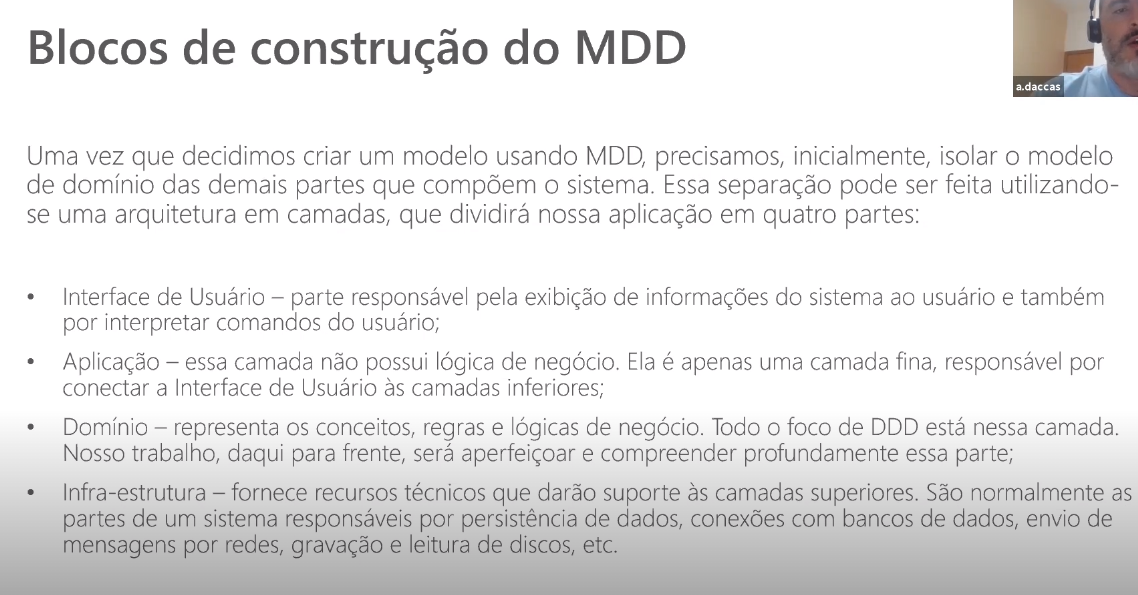 Blocos de construção do MDD
a.daccas
Uma vez que decidimos criar um modelo usando MDD, precisamos, inicialmente, isolar o modelo
de domínio das demais partes que compõem o sistema. Essa separação pode ser feita utilizando-
se uma arquitetura em camadas, que dividirá nossa aplicação em quatro partes:
• Interface de Usuário – parte responsável pela exibição de informações do sistema ao usuário e também
por interpretar comandos do usuário;
• Aplicação – essa camada não possui lógica de negócio. Ela é apenas uma camada fina, responsável por
conectar a Interface de Usuário às camadas inferiores;
• Domínio – representa os conceitos, regras e lógicas de negócio. Todo o foco de DDD está nessa camada.
Nosso trabalho, daqui para frente, será aperfeiçoar e compreender profundamente essa parte;
• Infra-estrutura – fornece recursos técnicos que darão suporte às camadas superiores. São normalmente as
partes de um sistema responsáveis por persistência de dados, conexões com bancos de dados, envio de
mensagens por redes, gravação e leitura de discos, etc.